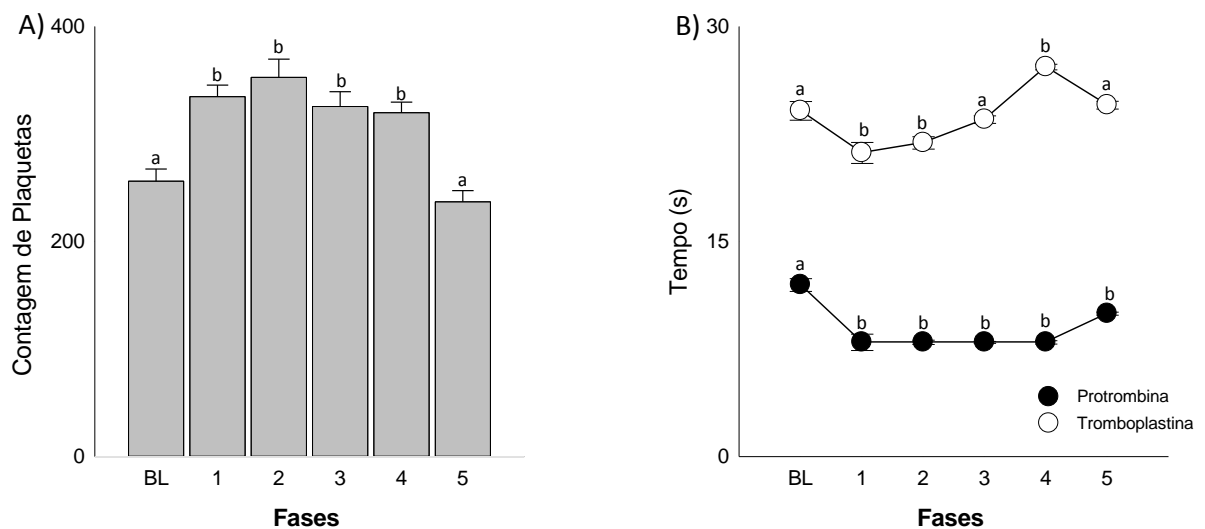 A)
Contagem de Plaquetas
400
200
0
a
b
b
b
b
a
BL 1 2 3 4 5
Fases
B)
Tempo (s)
30
15
0
a
b
b
a
b
a
a
b
b
b
b
b
Protrombina
Tromboplastina
BL 1 2 3 4 5
Fases